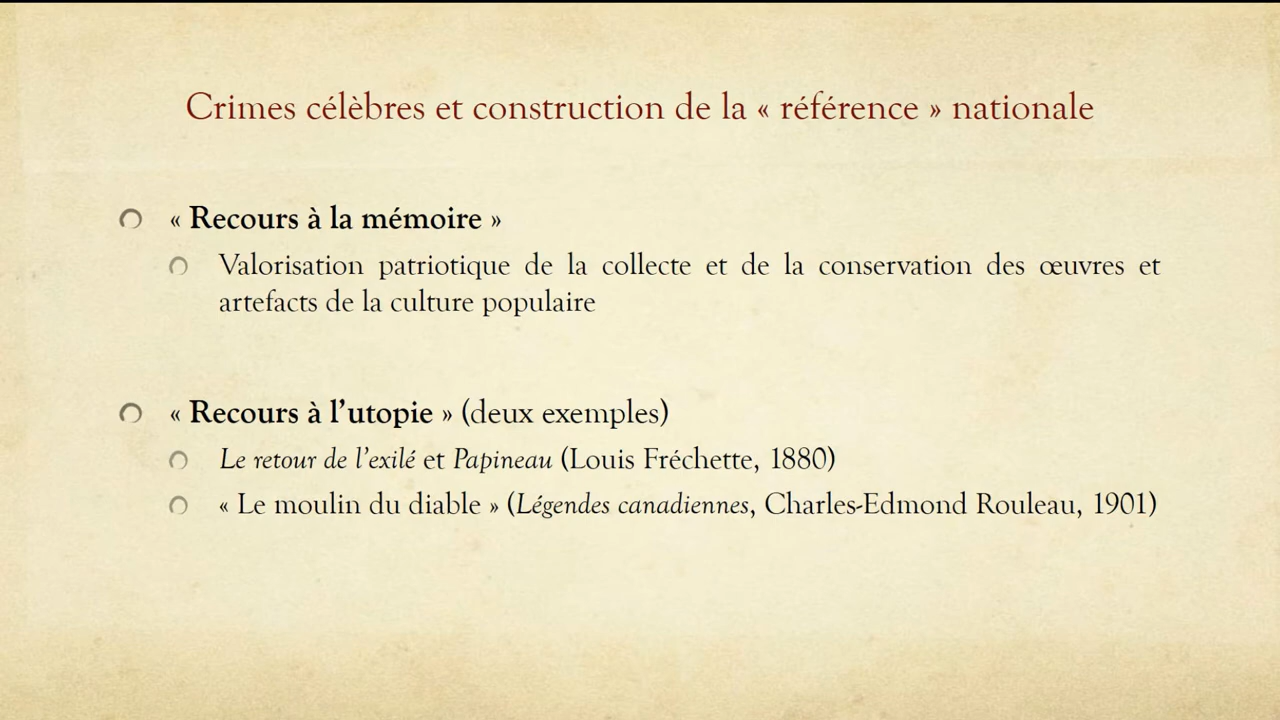 Crimes célèbres et construction de la « référence » nationale
« Recours à la mémoire »
Valorisation patriotique de la collecte et de la conservation des œuvres et
artefacts de la culture populaire
« Recours à l’utopie » (deux exemples)
Le retour de l’exilé et Papineau (Louis Fréchette, 1880)
« Le moulin du diable » (Légendes canadiennes, Charles-Edmond Rouleau, 1901)